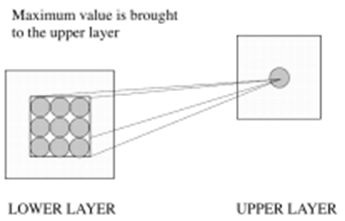 Maximum value is brought
to the upper layer
LOWER LAYER
UPPER LAYER